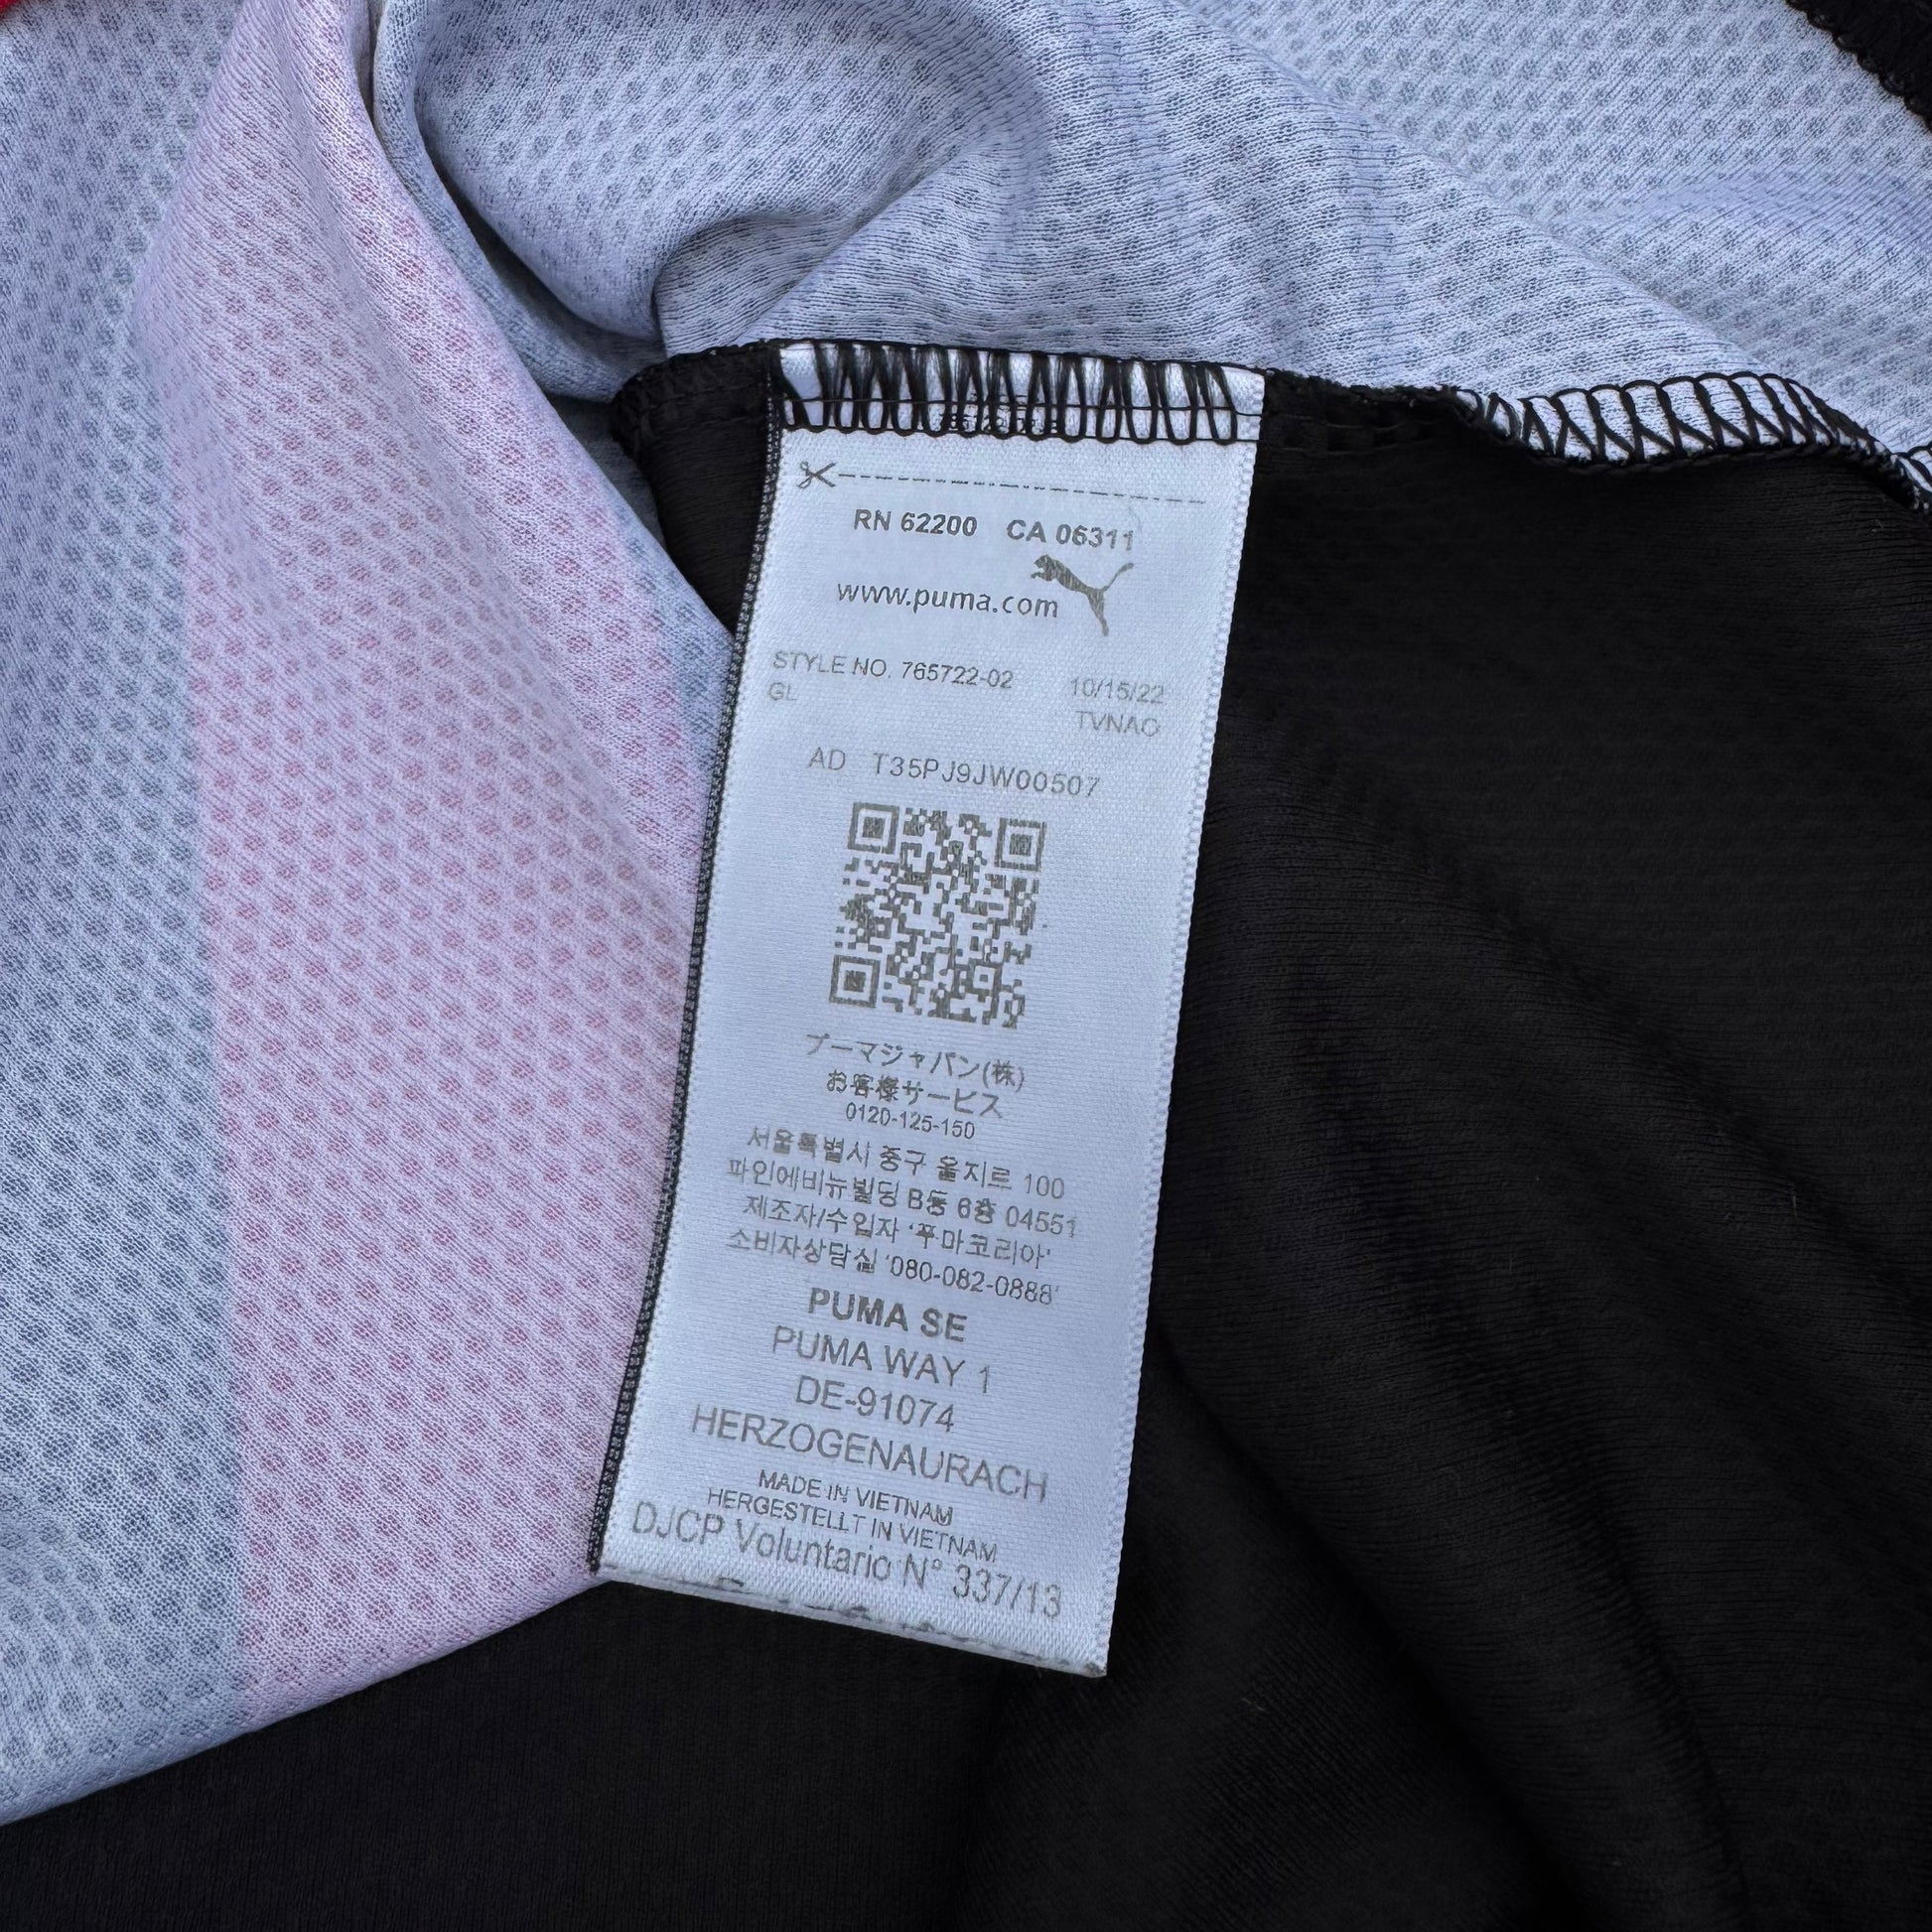 RN 62200 CA 06311
www.puma.com
STYLE NO. 765722-02 10/15/22
GL TVNAO
AD T35PJ9JW00507
プーマジャパン(株)
お客様サービス
0120-125-150
서울특별시 중구 을지로 100
파인에비뉴빌딩 B동 6층 04551
제조자/수입자 '푸마코리아'
소비자상담실 '080-082-0888'
PUMA SE
PUMA WAY 1
DE-91074
HERZOGENAURACH
MADE IN VIETNAM
HERGESTELLT IN VIETNAM
DJCP Voluntario N° 337/13